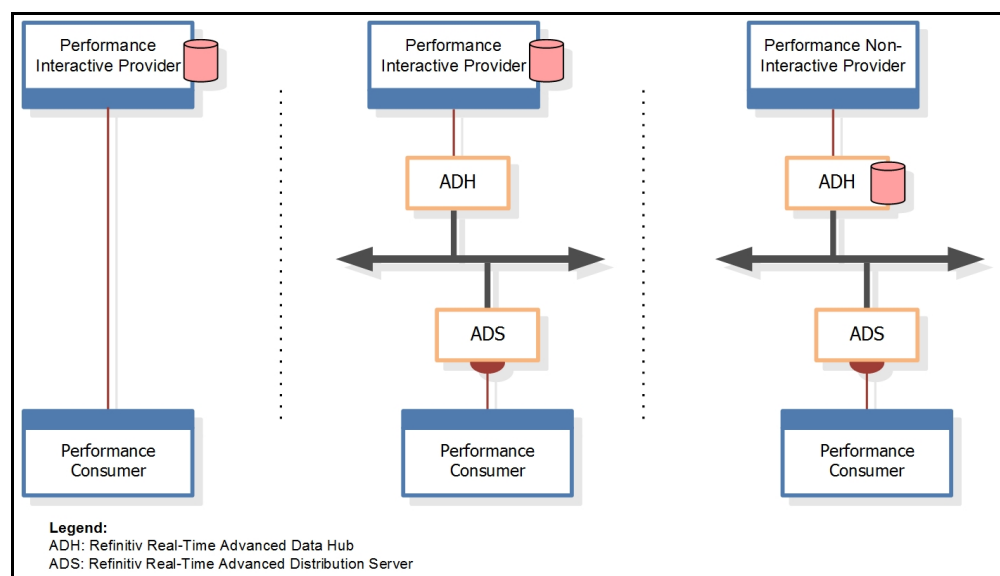 Performance
Interactive Provider
Performance
Interactive Provider
Performance Non-
Interactive Provider
ADH
ADH
ADS
ADS
Performance
Consumer
Performance
Consumer
Performance
Consumer
Legend:
ADH: Refinitiv Real-Time Advanced Data Hub
ADS: Refinitiv Real-Time Advanced Distribution Server